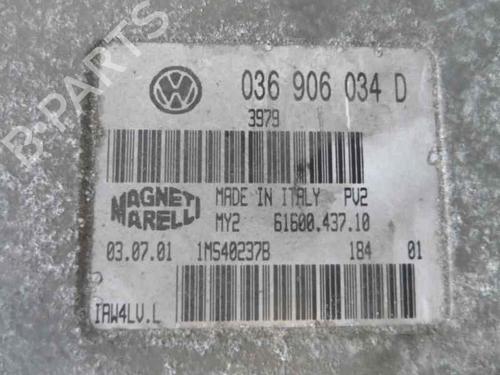 B-PARTS
036 906 034 D
3979
MAGNETI MARELLI
MADE IN ITALY PV2
MY2 61600.437.10
03.07.01 1M540237B 184 01
IAW4LV.L